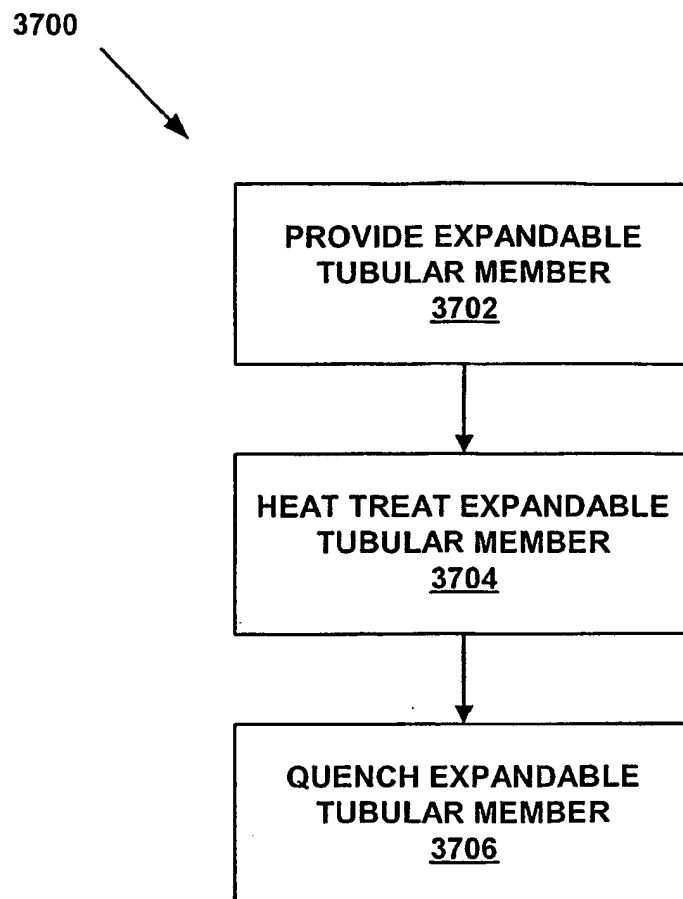 3700
PROVIDE EXPANDABLE
TUBULAR MEMBER
3702
HEAT TREAT EXPANDABLE
TUBULAR MEMBER
3704
QUENCH EXPANDABLE
TUBULAR MEMBER
3706